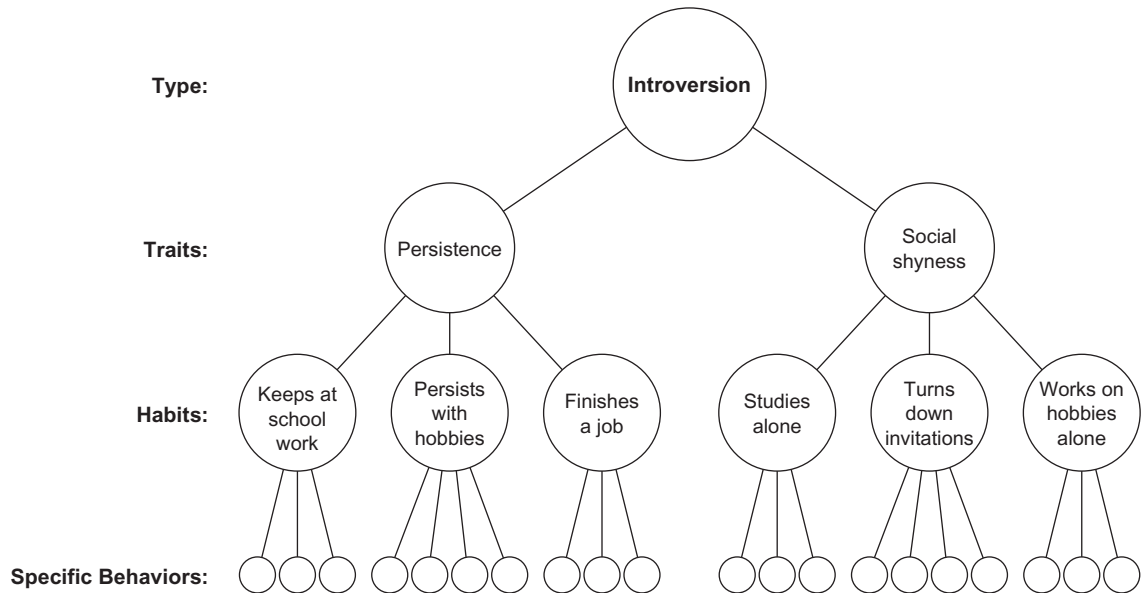 Type:
Introversion
Traits:
Persistence
Social
shyness
Habits:
Keeps at
school
work
Persists
with
hobbies
Finishes
a job
Studies
alone
Turns
down
invitations
Works on
hobbies
alone
Specific Behaviors: